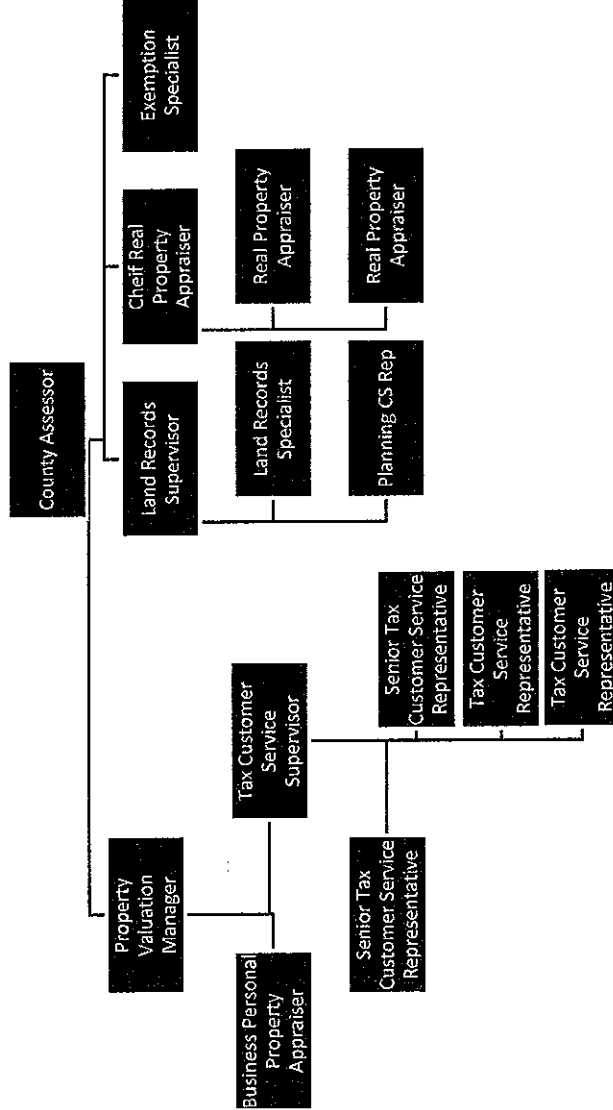 County Assessor
Property
Valuation
Manager
Land Records
Supervisor
Cheif Real
Property
Appraiser
Exemption
Specialist
Business Personal
Property
Appraiser
Tax Customer
Service
Supervisor
Land Records
Specialist
Real Property
Appraiser
Senior Tax
Customer Service
Representative
Senior Tax
Customer Service
Representative
Planning CS Rep
Real Property
Appraiser
Tax Customer
Service
Representative
Tax Customer
Service
Representative